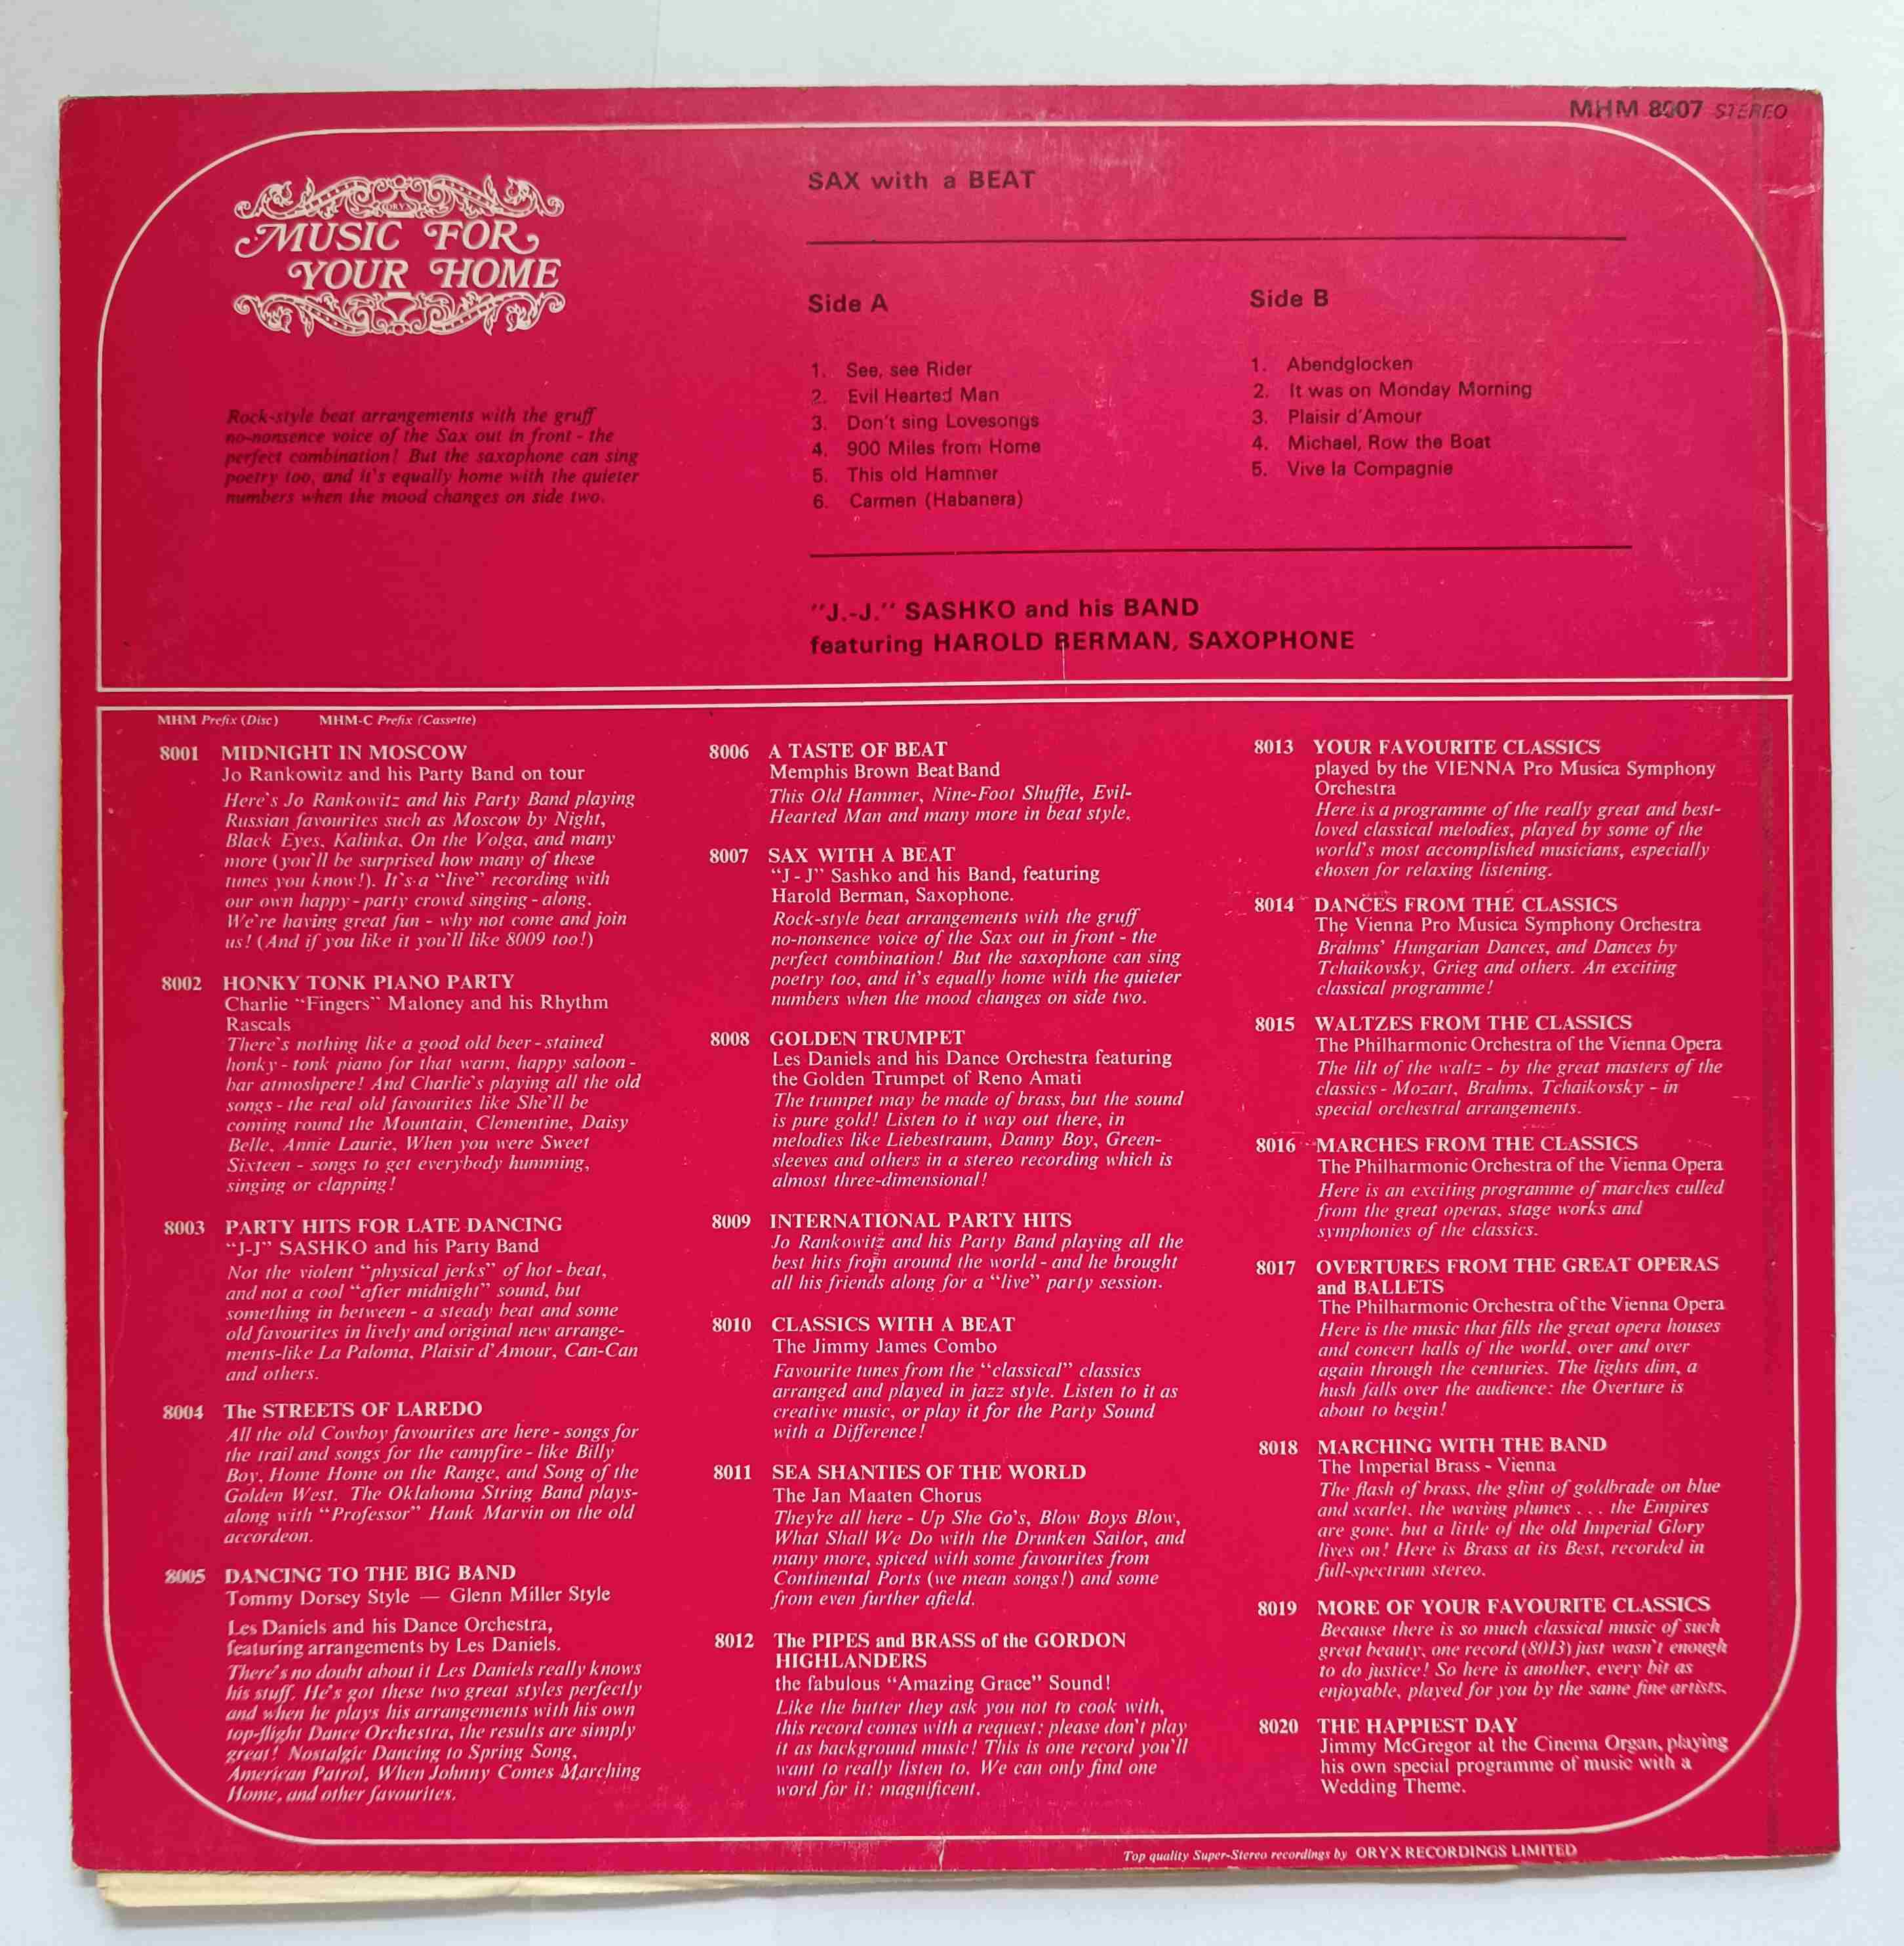 MHM 8007 STEREO
ORYX
MUSIC FOR
YOUR HOME
Rock-style beat arrangements with the gruff
no-nonsence voice of the Sax out in front - the
perfect combination! But the saxophone can sing
poetry too, and it's equally home with the quieter
numbers when the mood changes on side two.
SAX with a BEAT
Side A
1. See, see Rider
2. Evil Hearted Man
3. Don't sing Lovesongs
4. 900 Miles from Home
5. This old Hammer
6. Carmen (Habanera)
Side B
1. Abendglocken
2. It was on Monday Morning
3. Plaisir d'Amour
4. Michael, Row the Boat
5. Vive la Compagnie
"J.-J." SASHKO and his BAND
featuring HAROLD BERMAN, SAXOPHONE
MHM Prefix (Disc) MHM-C Prefix (Cassette)
8001 MIDNIGHT IN MOSCOW
Jo Rankowitz and his Party Band on tour
Here's Jo Rankowitz and his Party Band playing
Russian favourites such as Moscow by Night,
Black Eyes, Kalinka, On the Volga, and many
more (you'll be surprised how many of these
tunes you know!). It's a "live" recording with
our own happy - party crowd singing - along.
We're having great fun - why not come and join
us! (And if you like it you'll like 8009 too!)
8002 HONKY TONK PIANO PARTY
Charlie "Fingers" Maloney and his Rhythm
Rascals
There's nothing like a good old beer - stained
honky - tonk piano for that warm, happy saloon -
bar atmoshpere! And Charlie's playing all the old
songs - the real old favourites like She'll be
coming round the Mountain, Clementine, Daisy
Belle, Annie Laurie, When you were Sweet
Sixteen - songs to get everybody humming,
singing or clapping!
8003 PARTY HITS FOR LATE DANCING
"J-J" SASHKO and his Party Band
Not the violent "physical jerks" of hot - beat,
and not a cool "after midnight" sound, but
something in between - a steady beat and some
old favourites in lively and original new arrange-
ments-like La Paloma, Plaisir d'Amour, Can-Can
and others.
8004 The STREETS OF LAREDO
All the old Cowboy favourites are here - songs for
the trail and songs for the campfire - like Billy
Boy, Home Home on the Range, and Song of the
Golden West. The Oklahoma String Band plays-
along with "Professor" Hank Marvin on the old
accordeon.
8005 DANCING TO THE BIG BAND
Tommy Dorsey Style — Glenn Miller Style
Les Daniels and his Dance Orchestra,
featuring arrangements by Les Daniels.
There's no doubt about it Les Daniels really knows
his stuff. He's got these two great styles perfectly
and when he plays his arrangements with his own
top-flight Dance Orchestra, the results are simply
great! Nostalgic Dancing to Spring Song,
American Patrol, When Johnny Comes Marching
Home, and other favourites.
8006 A TASTE OF BEAT
Memphis Brown Beat Band
This Old Hammer, Nine-Foot Shuffle, Evil-
Hearted Man and many more in beat style.
8007 SAX WITH A BEAT
"J - J" Sashko and his Band, featuring
Harold Berman, Saxophone.
Rock-style beat arrangements with the gruff
no-nonsence voice of the Sax out in front - the
perfect combination! But the saxophone can sing
poetry too, and it's equally home with the quieter
numbers when the mood changes on side two.
8008 GOLDEN TRUMPET
Les Daniels and his Dance Orchestra featuring
the Golden Trumpet of Reno Amati
The trumpet may be made of brass, but the sound
is pure gold! Listen to it way out there, in
melodies like Liebestraum, Danny Boy, Green-
sleeves and others in a stereo recording which is
almost three-dimensional!
8009 INTERNATIONAL PARTY HITS
Jo Rankowitz and his Party Band playing all the
best hits from around the world - and he brought
all his friends along for a "live" party session.
8010 CLASSICS WITH A BEAT
The Jimmy James Combo
Favourite tunes from the "classical" classics
arranged and played in jazz style. Listen to it as
creative music, or play it for the Party Sound
with a Difference!
8011 SEA SHANTIES OF THE WORLD
The Jan Maaten Chorus
They're all here - Up She Go's, Blow Boys Blow,
What Shall We Do with the Drunken Sailor, and
many more, spiced with some favourites from
Continental Ports (we mean songs!) and some
from even further afield.
8012 The PIPES and BRASS of the GORDON
HIGHLANDERS
the fabulous "Amazing Grace" Sound!
Like the butter they ask you not to cook with,
this record comes with a request: please don't play
it as background music! This is one record you'll
want to really listen to. We can only find one
word for it: magnificent.
8013 YOUR FAVOURITE CLASSICS
played by the VIENNA Pro Musica Symphony
Orchestra
Here is a programme of the really great and best-
loved classical melodies, played by some of the
world's most accomplished musicians, especially
chosen for relaxing listening.
8014 DANCES FROM THE CLASSICS
The Vienna Pro Musica Symphony Orchestra
Brahms' Hungarian Dances, and Dances by
Tchaikovsky, Grieg and others. An exciting
classical programme!
8015 WALTZES FROM THE CLASSICS
The Philharmonic Orchestra of the Vienna Opera
The lilt of the waltz - by the great masters of the
classics - Mozart, Brahms, Tchaikovsky - in
special orchestral arrangements.
8016 MARCHES FROM THE CLASSICS
The Philharmonic Orchestra of the Vienna Opera
Here is an exciting programme of marches culled
from the great operas, stage works and
symphonies of the classics.
8017 OVERTURES FROM THE GREAT OPERAS
and BALLETS
The Philharmonic Orchestra of the Vienna Opera
Here is the music that fills the great opera houses
and concert halls of the world, over and over
again through the centuries. The lights dim, a
hush falls over the audience: the Overture is
about to begin!
8018 MARCHING WITH THE BAND
The Imperial Brass - Vienna
The flash of brass, the glint of goldbrade on blue
and scarlet, the waving plumes . . . the Empires
are gone, but a little of the old Imperial Glory
lives on! Here is Brass at its Best, recorded in
full-spectrum stereo.
8019 MORE OF YOUR FAVOURITE CLASSICS
Because there is so much classical music of such
great beauty, one record (8013) just wasn't enough
to do justice! So here is another, every bit as
enjoyable, played for you by the same fine artists.
8020 THE HAPPIEST DAY
Jimmy McGregor at the Cinema Organ, playing
his own special programme of music with a
Wedding Theme.
Top quality Super-Stereo recordings by ORYX RECORDINGS LIMITED